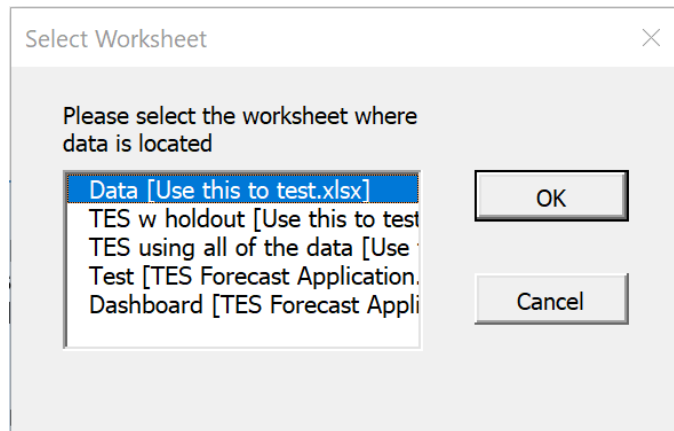 Select Worksheet
Please select the worksheet where
data is located
Data [Use this to test.xlsx]
TES w holdout [Use this to test
TES using all of the data [Use
Test [TES Forecast Application.
Dashboard [TES Forecast Appli
OK
Cancel